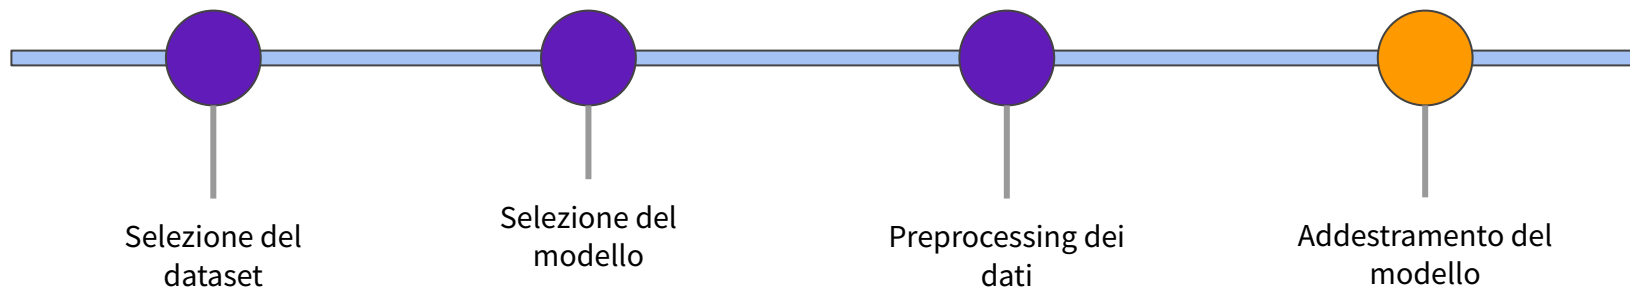 Selezione del
dataset
Selezione del
modello
Preprocessing dei
dati
Addestramento del
modello